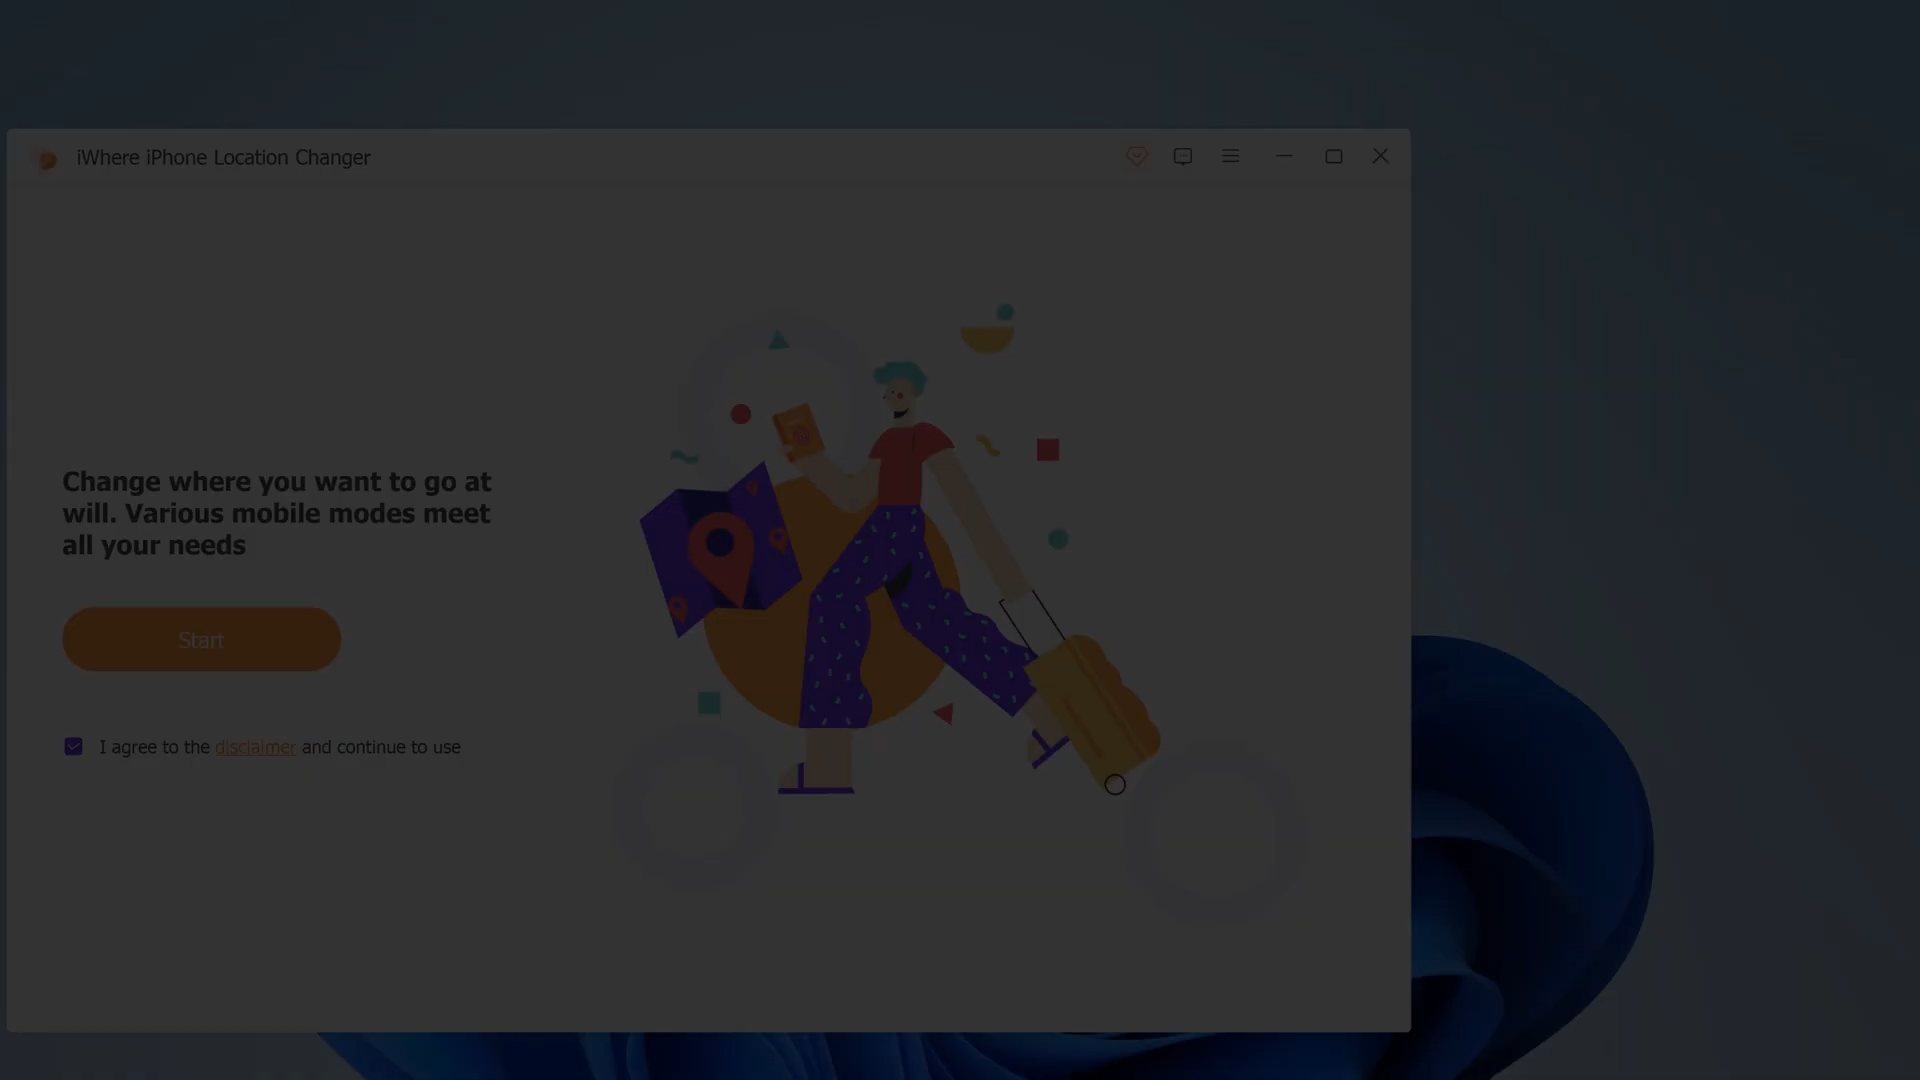 iWhere iPhone Location Changer
Change where you want to go at
will. Various mobile modes meet
all your needs
Start
I agree to the disclaimer and continue to use